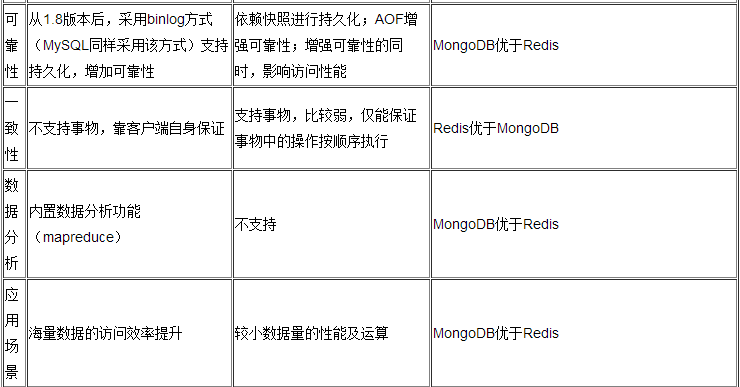 可靠性
从1.8版本后，采用binlog方式
（MySQL同样采用该方式）支持
持久化，增加可靠性
依赖快照进行持久化；AOF增
强可靠性；增强可靠性的同
时，影响访问性能
MongoDB优于Redis
一致性
不支持事物，靠客户端自身保证
支持事物，比较弱，仅能保证
事物中的操作按顺序执行
Redis优于MongoDB
数据分析
内置数据分析功能
（mapreduce）
不支持
MongoDB优于Redis
应用场景
海量数据的访问效率提升
较小数据量的性能及运算
MongoDB优于Redis